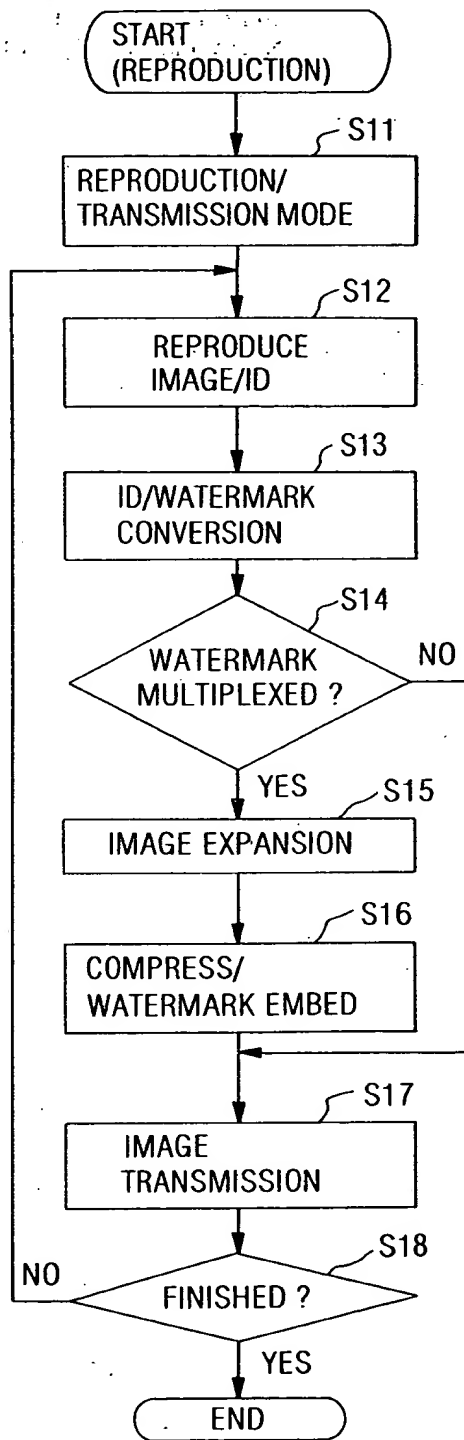 START
(REPRODUCTION)
S11
REPRODUCTION/
TRANSMISSION MODE
S12
REPRODUCE
IMAGE/ID
S13
ID/WATERMARK
CONVERSION
S14
WATERMARK
MULTIPLEXED ?
NO
YES
S15
IMAGE EXPANSION
S16
COMPRESS/
WATERMARK EMBED
S17
IMAGE
TRANSMISSION
S18
NO
FINISHED ?
YES
END